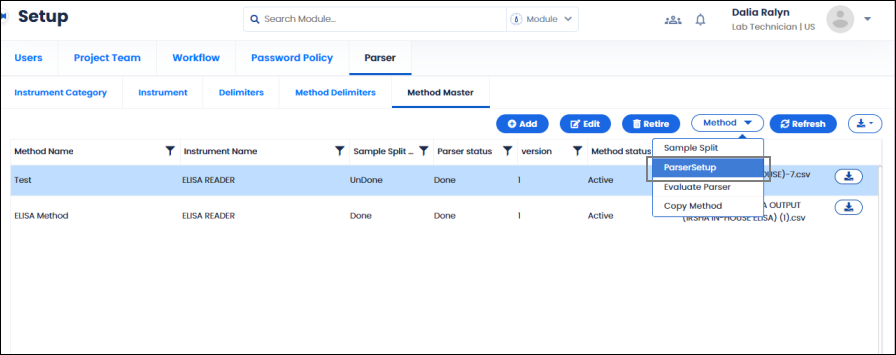 Setup
Search Module...
Module
Dalia Ralyn
Lab Technician | US
Users
Project Team
Workflow
Password Policy
Parser
Instrument Category
Instrument
Delimiters
Method Delimiters
Method Master
Add
Edit
Retire
Method
Refresh
Sample Split
ParserSetup
Evaluate Parser
Copy Method
Method Name
Instrument Name
Sample Split ...
Parser status
version
Method status
Test
ELISA READER
UnDone
Done
1
Active
)-7.csv
ELISA Method
ELISA READER
Done
Done
1
Active
A OUTPUT
(IRSHA IN-HOUSE ELISA) (1).csv